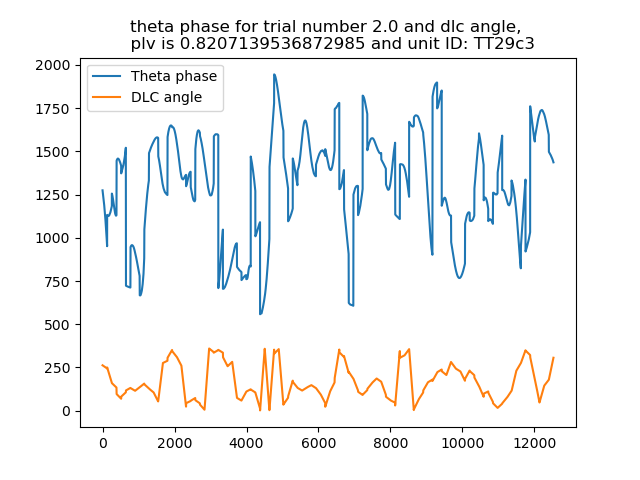 theta phase for trial number 2.0 and dlc angle,
plv is 0.8207139536872985 and unit ID: TT29c3
Theta phase
DLC angle
2000
1750
1500
1250
1000
750
500
250
0
0 2000 4000 6000 8000 10000 12000